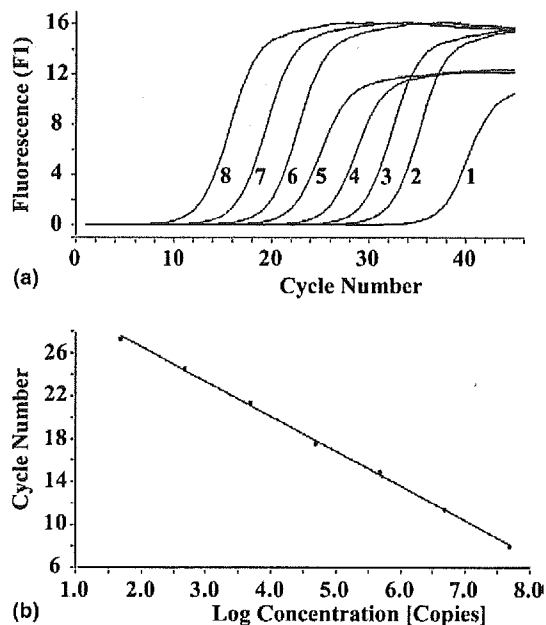 Fluorescence (F1)
16
12
8
4
0
8 7 6 5 4 3 2 1
10 20 30 40
Cycle Number
(a)
Cycle Number
26
22
18
14
10
6
1.0 2.0 3.0 4.0 5.0 6.0 7.0 8.0
(b)
Log Concentration [Copies]